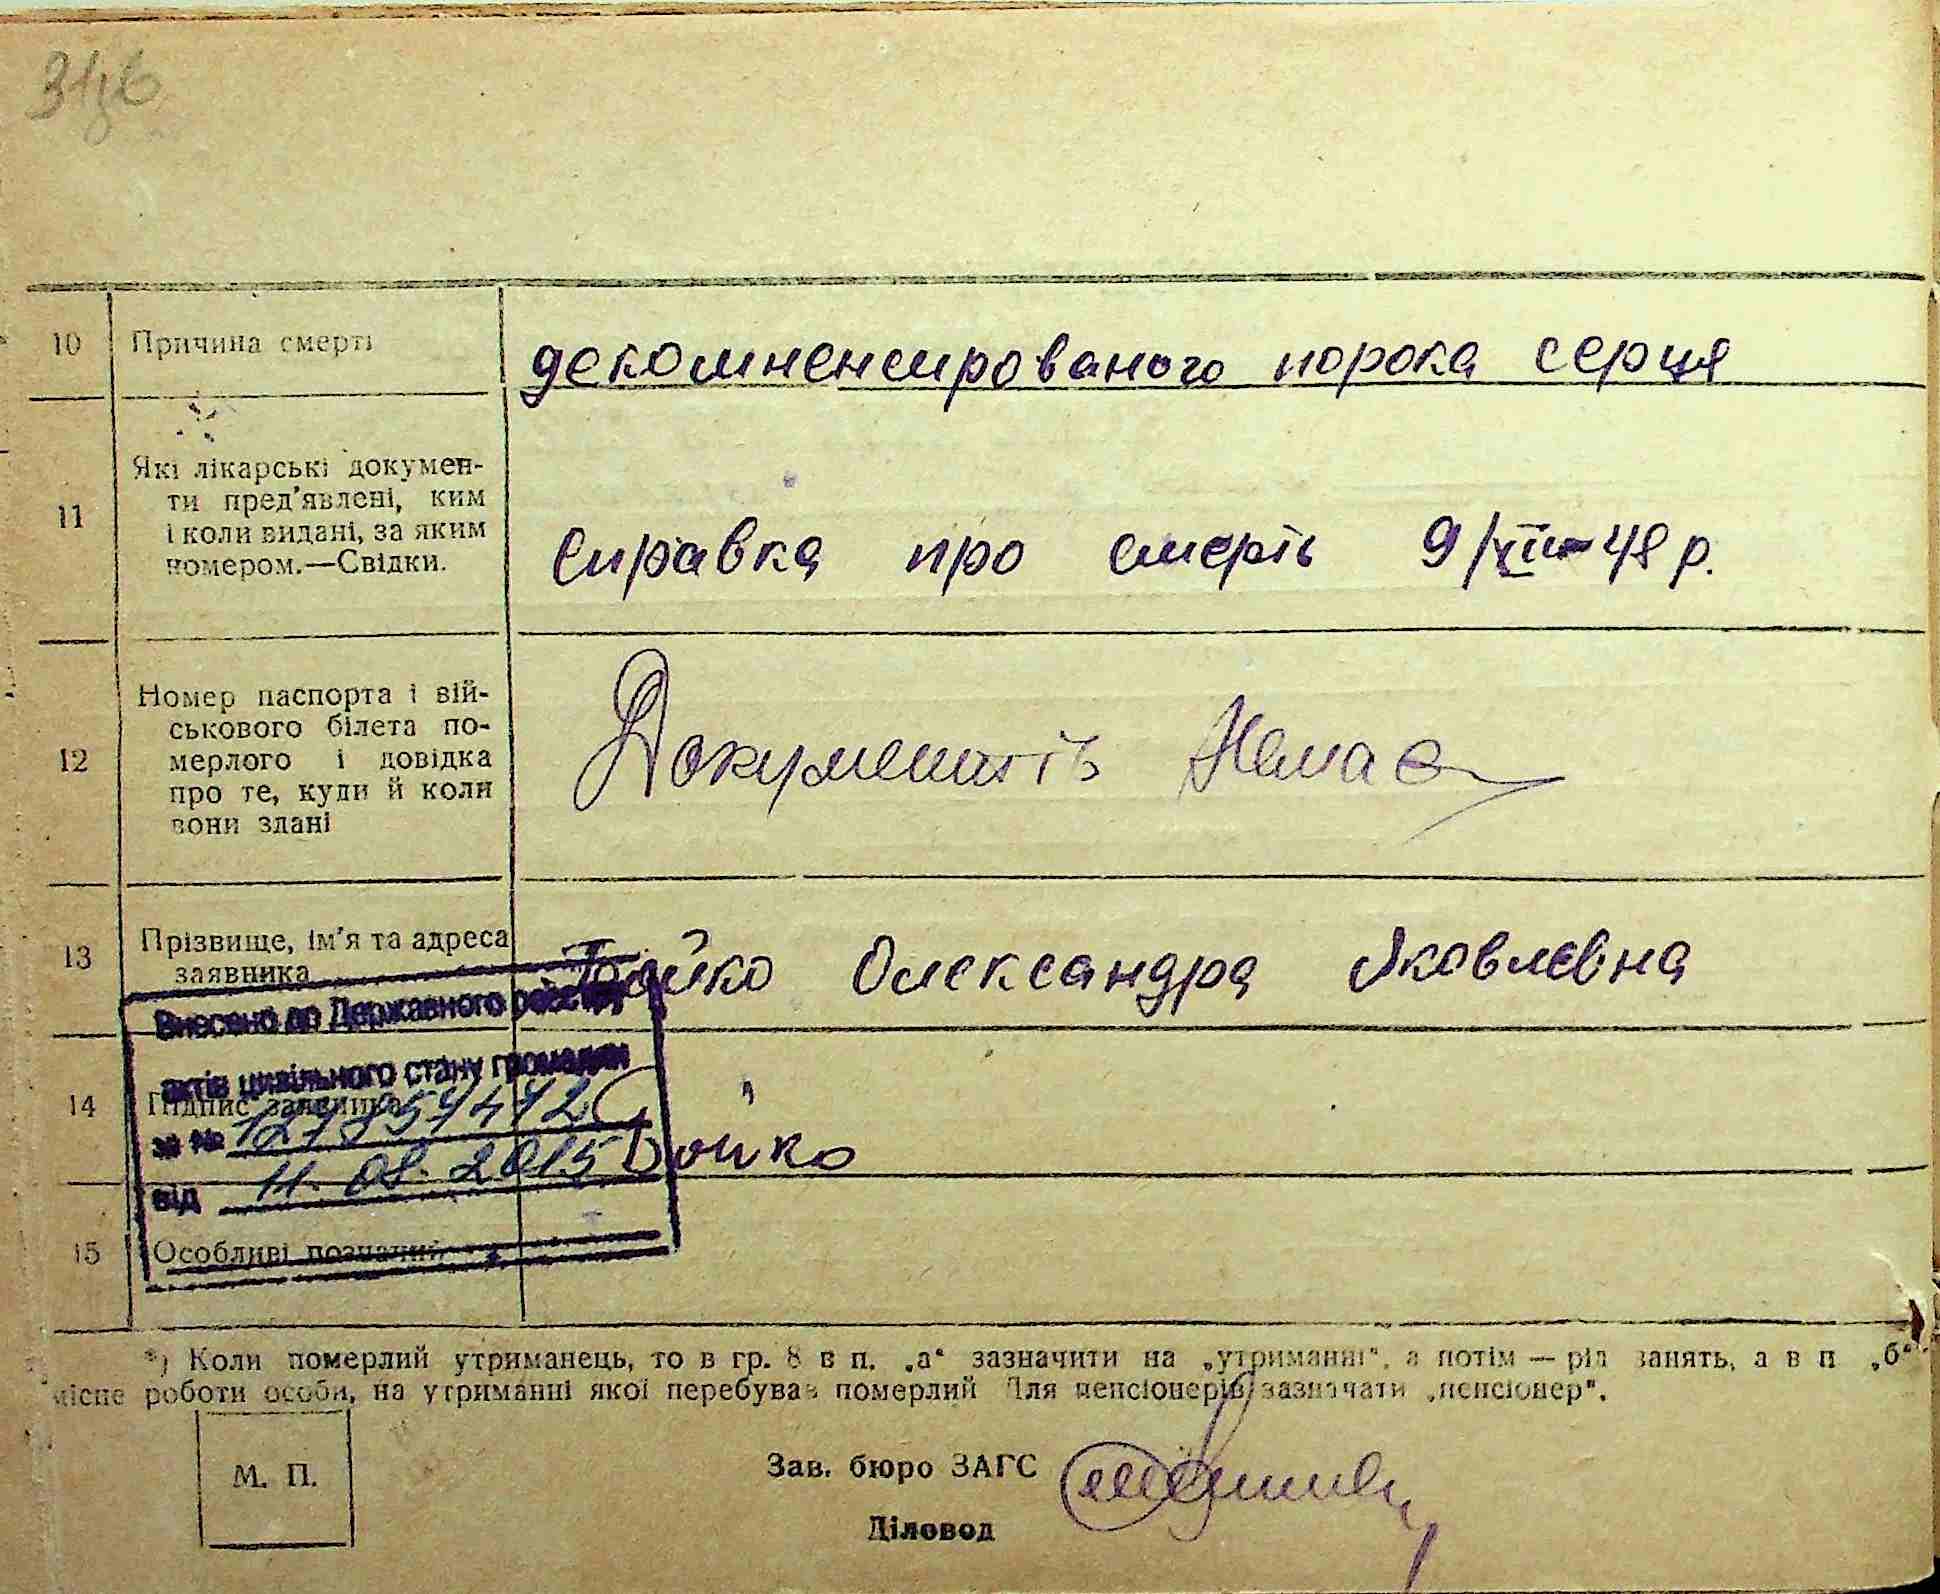 10 Причина смерті декомпенсированого порока серця
11 Які лікарські докумен-
ти пред'явлені, ким
і коли видані, за яким
номером.—Свідки.
справка про смерть 9/XII-48 р.
12 Номер паспорта і вій-
ськового білета по-
мерлого і довідка
про те, куди й коли
вони здані
Документів Немає
13 Прізвище, ім'я та адреса
заявника
Бойко Олександра Яковлєвна
Внесено до Державного реєстру
актів цивільного стану громадян
14 Підпис заявника
Бойко
за №
від 11.08.2015
15 Особливі позначки
*) Коли померлий утриманець, то в гр. 8 в п. „а" зазначити на „утриманні", а потім — рід занять, а в п „б"
місце роботи особи, на утриманні якої перебував померлий Для пенсіонерів зазначати „пенсіонер".
М. П.
Зав. бюро ЗАГС
Діловод